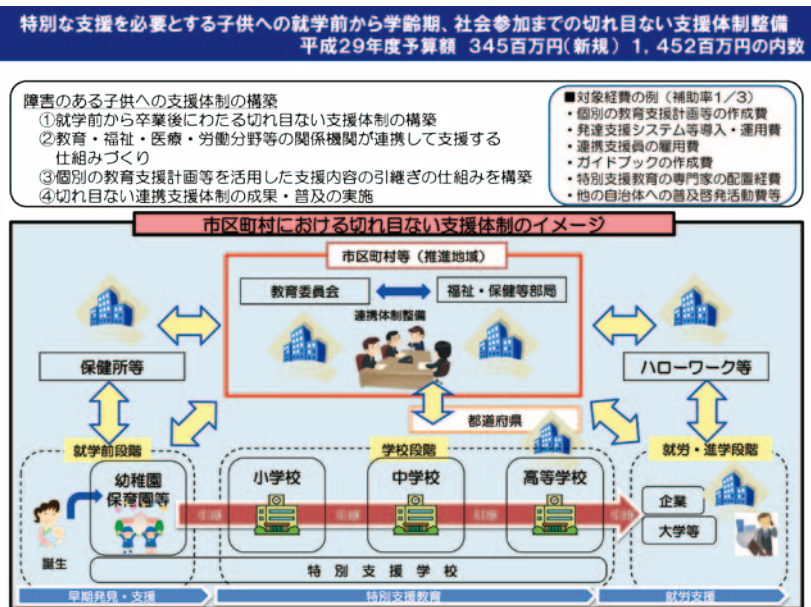 特別な支援を必要とする子供への就学前から学齢期、社会参加までの切れ目ない支援体制整備
平成29年度予算額　345百万円(新規)　1,452百万円の内数
障害のある子供への支援体制の構築
①就学前から卒業後にわたる切れ目ない支援体制の構築
②教育・福祉・医療・労働分野等の関係機関が連携して支援する
仕組みづくり
③個別の教育支援計画等を活用した支援内容の引継ぎの仕組みを構築
④切れ目ない連携支援体制の成果・普及の実施
■対象経費の例（補助率1／3）
・個別の教育支援計画等の作成費
・発達支援システム等導入・運用費
・連携支援員の雇用費
・ガイドブックの作成費
・特別支援教育の専門家の配置経費
・他の自治体への普及啓発活動費等
市区町村における切れ目ない支援体制のイメージ
市区町村等（推進地域）
教育委員会
福祉・保健等部局
連携体制整備
保健所等
ハローワーク等
都道府県
就学前段階
学校段階
就労・進学段階
幼稚園
保育園等
小学校
中学校
高等学校
企業
大学等
引継
引継
引継
引継
誕生
特別支援学校
早期発見・支援
特別支援教育
就労支援